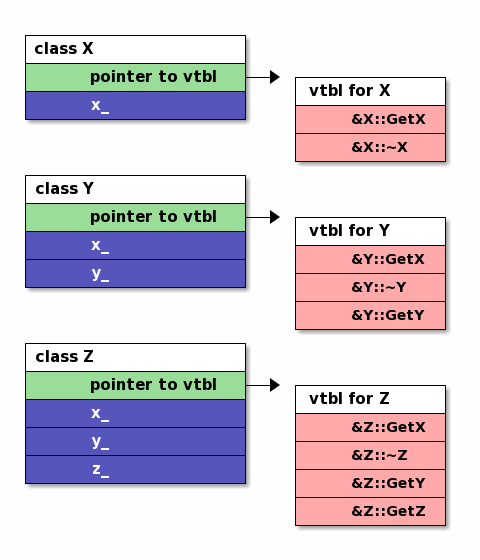 class X
pointer to vtbl
x_
vtbl for X
&X::GetX
&X::~X
class Y
pointer to vtbl
x_
y_
vtbl for Y
&Y::GetX
&Y::~Y
&Y::GetY
class Z
pointer to vtbl
x_
y_
z_
vtbl for Z
&Z::GetX
&Z::~Z
&Z::GetY
&Z::GetZ